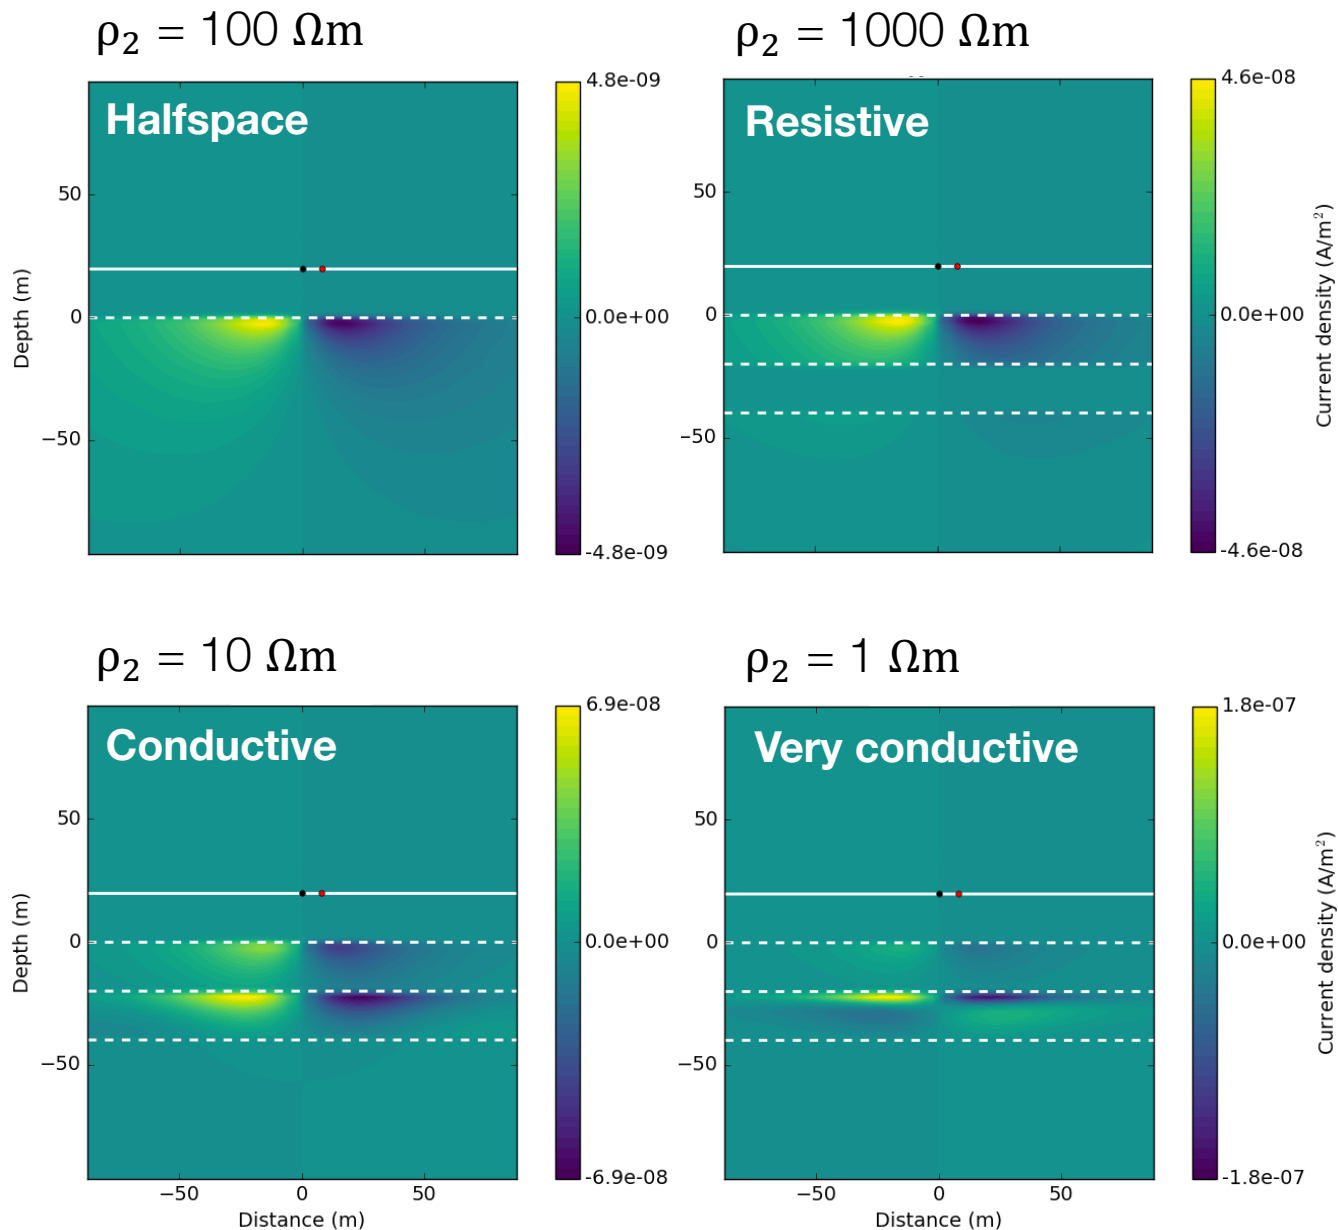 ρ₂ = 100 Ωm
Halfspace
4.8e-09
0.0e+00
-4.8e-09
50
0
−50
Depth (m)
ρ₂ = 1000 Ωm
Resistive
4.6e-08
0.0e+00
-4.6e-08
50
0
−50
Current density (A/m²)
ρ₂ = 10 Ωm
Conductive
6.9e-08
0.0e+00
-6.9e-08
50
0
−50
Depth (m)
−50
0
50
Distance (m)
ρ₂ = 1 Ωm
Very conductive
1.8e-07
0.0e+00
-1.8e-07
50
0
−50
−50
0
50
Distance (m)
Current density (A/m²)